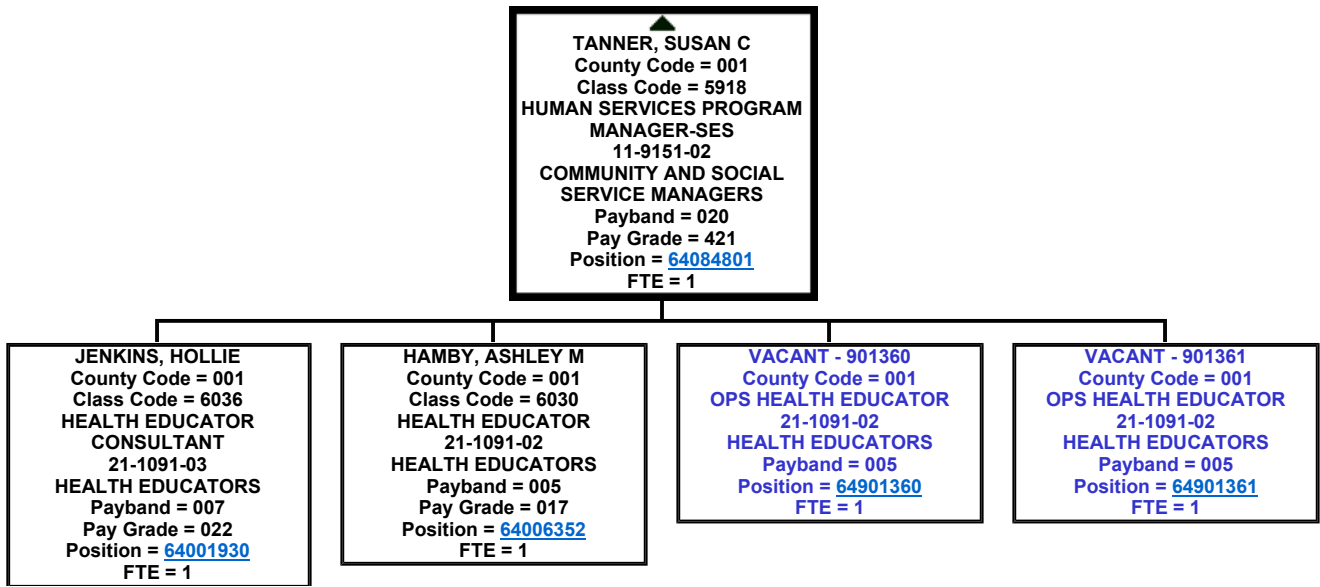 TANNER, SUSAN C
County Code = 001
Class Code = 5918
HUMAN SERVICES PROGRAM
MANAGER-SES
11-9151-02
COMMUNITY AND SOCIAL
SERVICE MANAGERS
Payband = 020
Pay Grade = 421
Position = 64084801
FTE = 1
JENKINS, HOLLIE
County Code = 001
Class Code = 6036
HEALTH EDUCATOR
CONSULTANT
21-1091-03
HEALTH EDUCATORS
Payband = 007
Pay Grade = 022
Position = 64001930
FTE = 1
HAMBY, ASHLEY M
County Code = 001
Class Code = 6030
HEALTH EDUCATOR
21-1091-02
HEALTH EDUCATORS
Payband = 005
Pay Grade = 017
Position = 64006352
FTE = 1
VACANT - 901360
County Code = 001
OPS HEALTH EDUCATOR
21-1091-02
HEALTH EDUCATORS
Payband = 005
Position = 64901360
FTE = 1
VACANT - 901361
County Code = 001
OPS HEALTH EDUCATOR
21-1091-02
HEALTH EDUCATORS
Payband = 005
Position = 64901361
FTE = 1